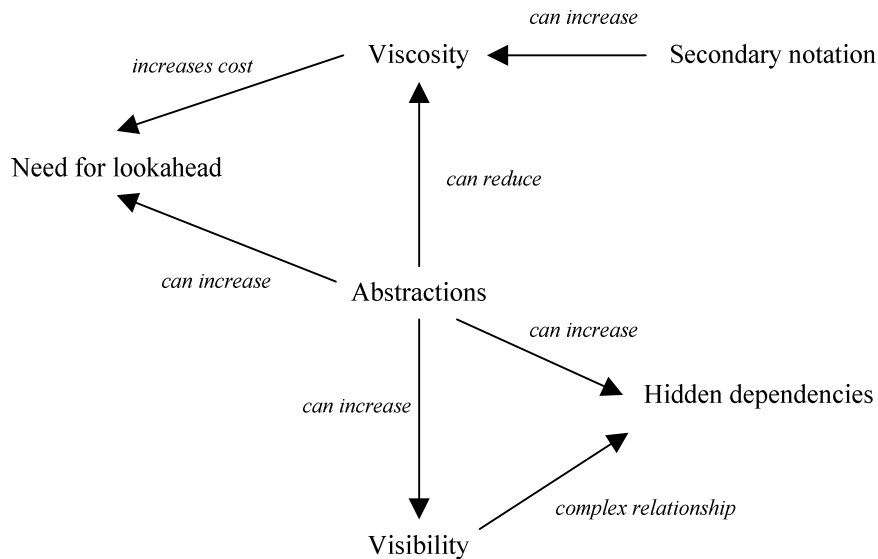 can increase
Viscosity
Secondary notation
increases cost
Need for lookahead
can reduce
can increase
Abstractions
can increase
Hidden dependencies
can increase
complex relationship
Visibility